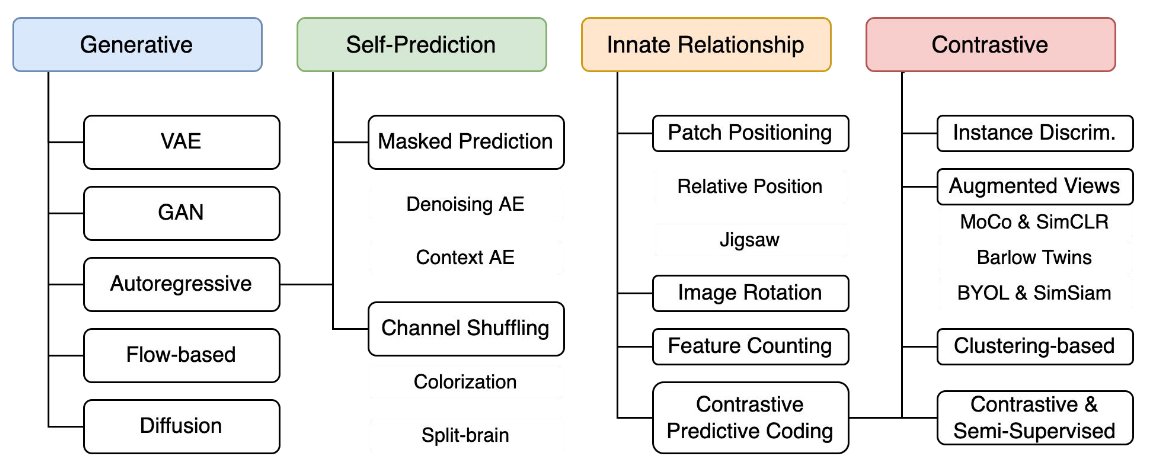 Generative
VAE
GAN
Autoregressive
Flow-based
Diffusion
Self-Prediction
Masked Prediction
Denoising AE
Context AE
Channel Shuffling
Colorization
Split-brain
Innate Relationship
Patch Positioning
Relative Position
Jigsaw
Image Rotation
Feature Counting
Contrastive
Predictive Coding
Contrastive
Instance Discrim.
Augmented Views
MoCo & SimCLR
Barlow Twins
BYOL & SimSiam
Clustering-based
Contrastive &
Semi-Supervised